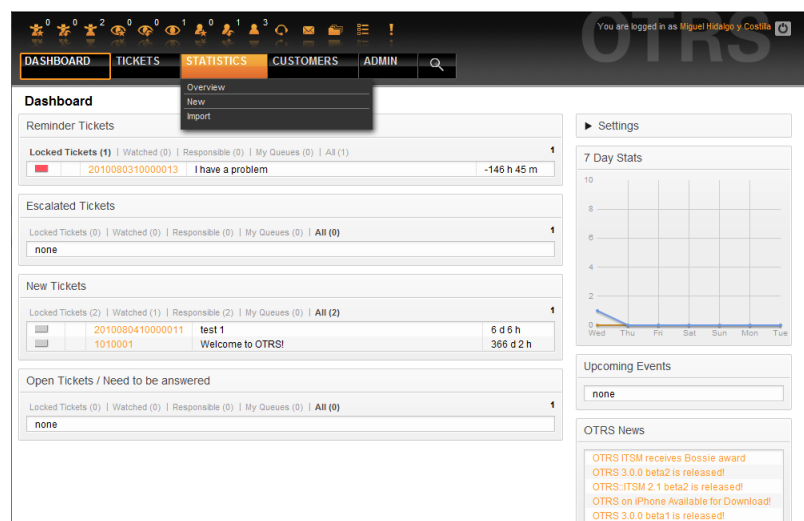 0 0 2 0 0 1 0 1 3
You are logged in as Miguel Hidalgo y Costilla
OTRS
DASHBOARD TICKETS STATISTICS CUSTOMERS ADMIN
Overview
New
Import
Dashboard
Reminder Tickets
Locked Tickets (1) | Watched (0) | Responsible (0) | My Queues (0) | All (1) 1
2010080310000013 I have a problem -146 h 45 m
Escalated Tickets
Locked Tickets (0) | Watched (0) | Responsible (0) | My Queues (0) | All (0) 1
none
New Tickets
Locked Tickets (2) | Watched (1) | Responsible (2) | My Queues (0) | All (2) 1
2010080410000011 test 1 6 d 6 h
1010001 Welcome to OTRS! 366 d 2 h
Open Tickets / Need to be answered
Locked Tickets (0) | Watched (0) | Responsible (0) | My Queues (0) | All (0) 1
none
Settings
7 Day Stats
10
8
6
4
2
0
Wed Thu Fri Sat Sun Mon Tue
Upcoming Events
none
OTRS News
OTRS ITSM receives Bossie award
OTRS 3.0.0 beta2 is released!
OTRS::ITSM 2.1 beta2 is released!
OTRS on iPhone Available for Download!
OTRS 3.0.0 beta1 is released!